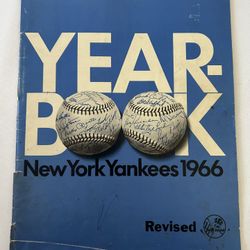 YEAR-
BOOK
New York Yankees 1966
Revised